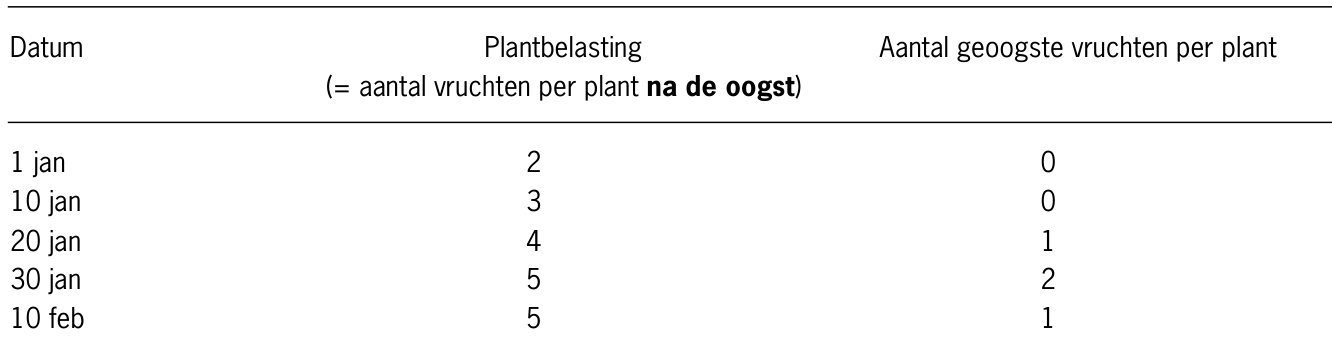 Datum Plantbelasting Aantal geoogste vruchten per plant
(= aantal vruchten per plant na de oogst)
1 jan 2 0
10 jan 3 0
20 jan 4 1
30 jan 5 2
10 feb 5 1